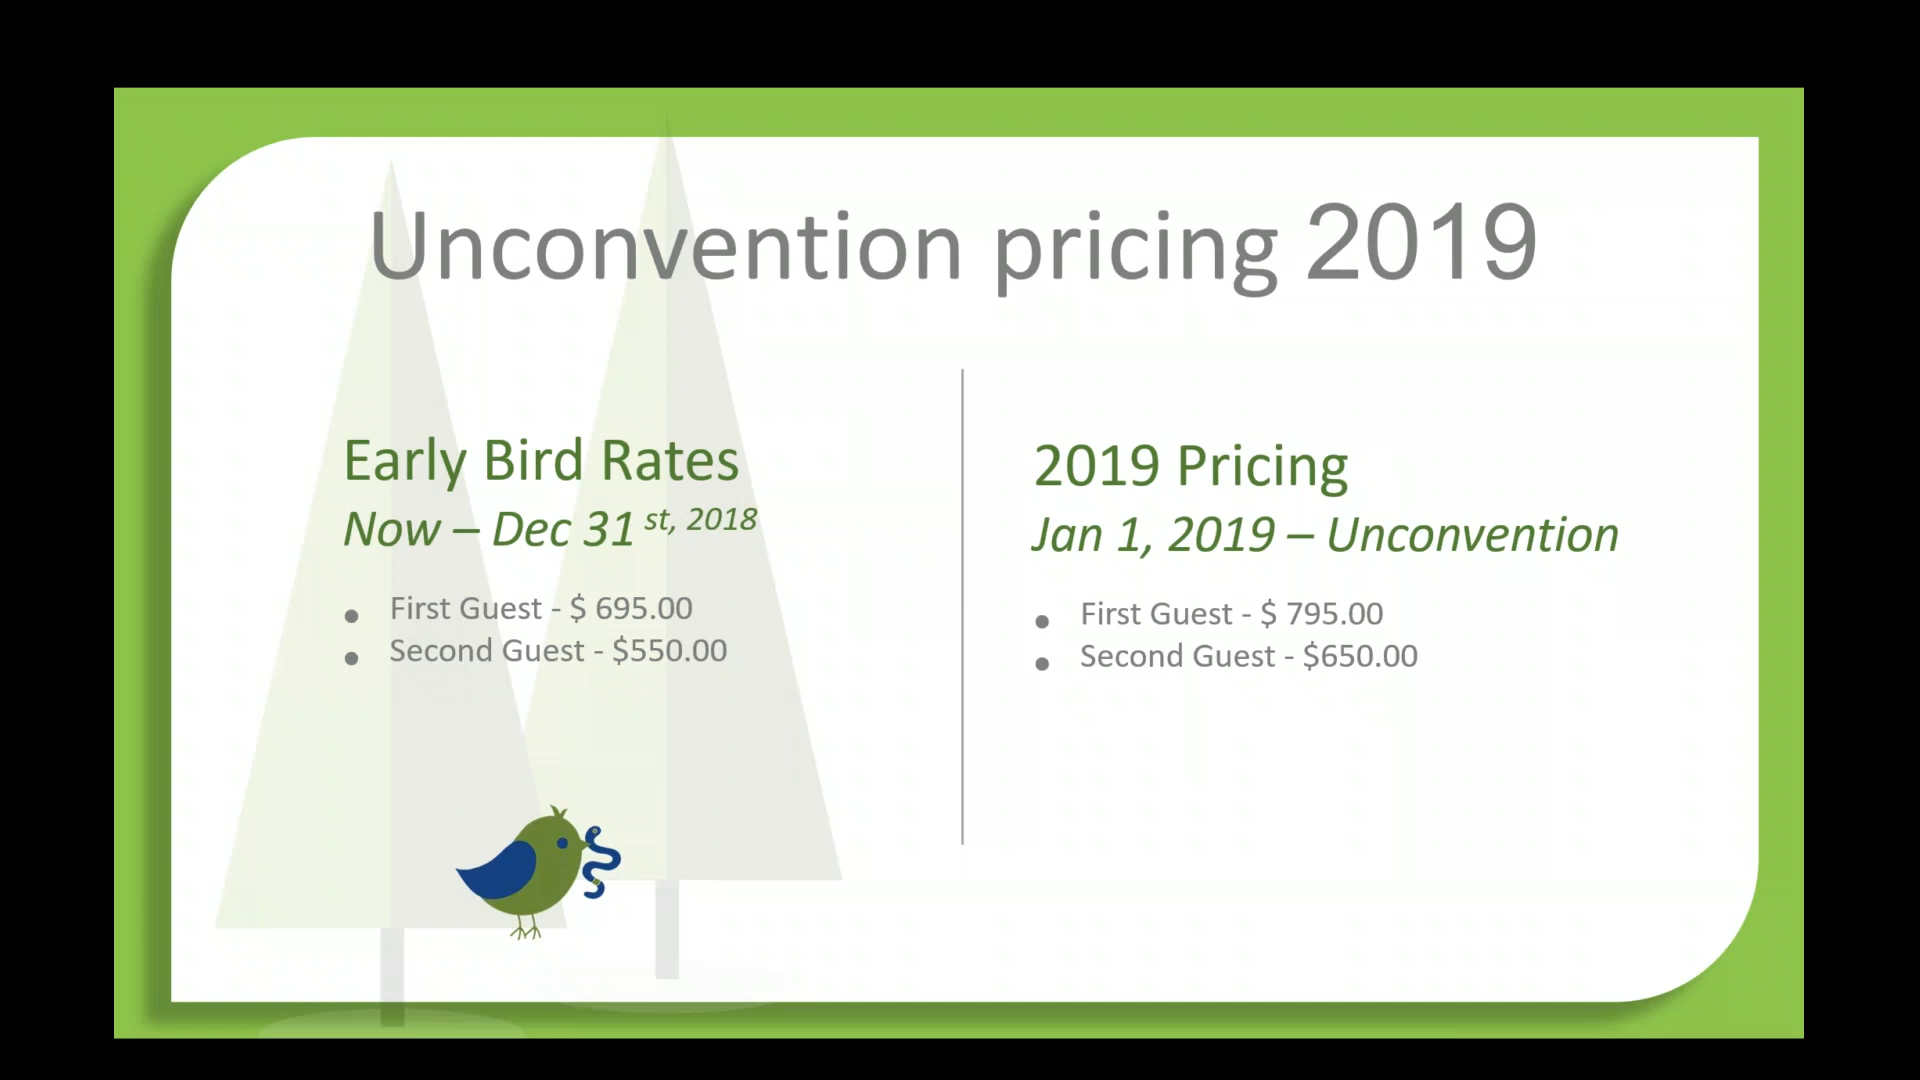 Unconvention pricing 2019
Early Bird Rates
Now – Dec 31 st, 2018
• First Guest - $ 695.00
• Second Guest - $550.00
2019 Pricing
Jan 1, 2019 – Unconvention
• First Guest - $ 795.00
• Second Guest - $650.00